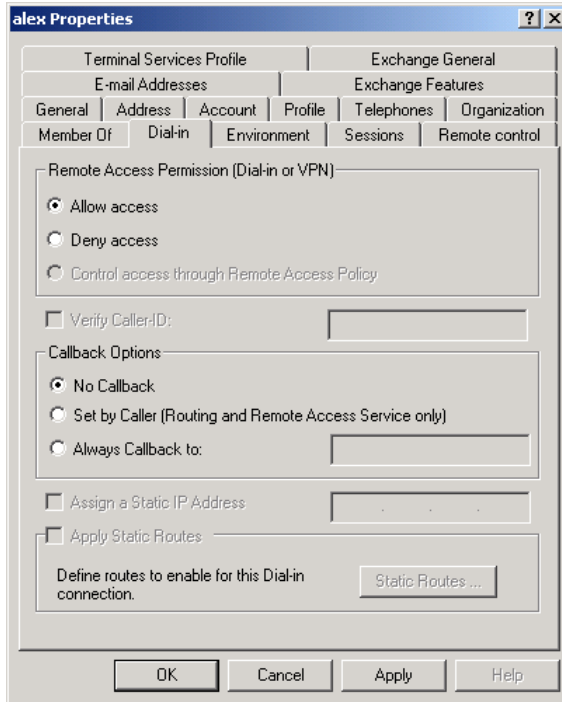 alex Properties
Terminal Services Profile Exchange General
E-mail Addresses Exchange Features
General Address Account Profile Telephones Organization
Member Of Dial-in Environment Sessions Remote control
Remote Access Permission (Dial-in or VPN)
Allow access
Deny access
Control access through Remote Access Policy
Verify Caller-ID:
Callback Options
No Callback
Set by Caller (Routing and Remote Access Service only)
Always Callback to:
Assign a Static IP Address
Apply Static Routes
Define routes to enable for this Dial-in
connection.
Static Routes ...
OK Cancel Apply Help